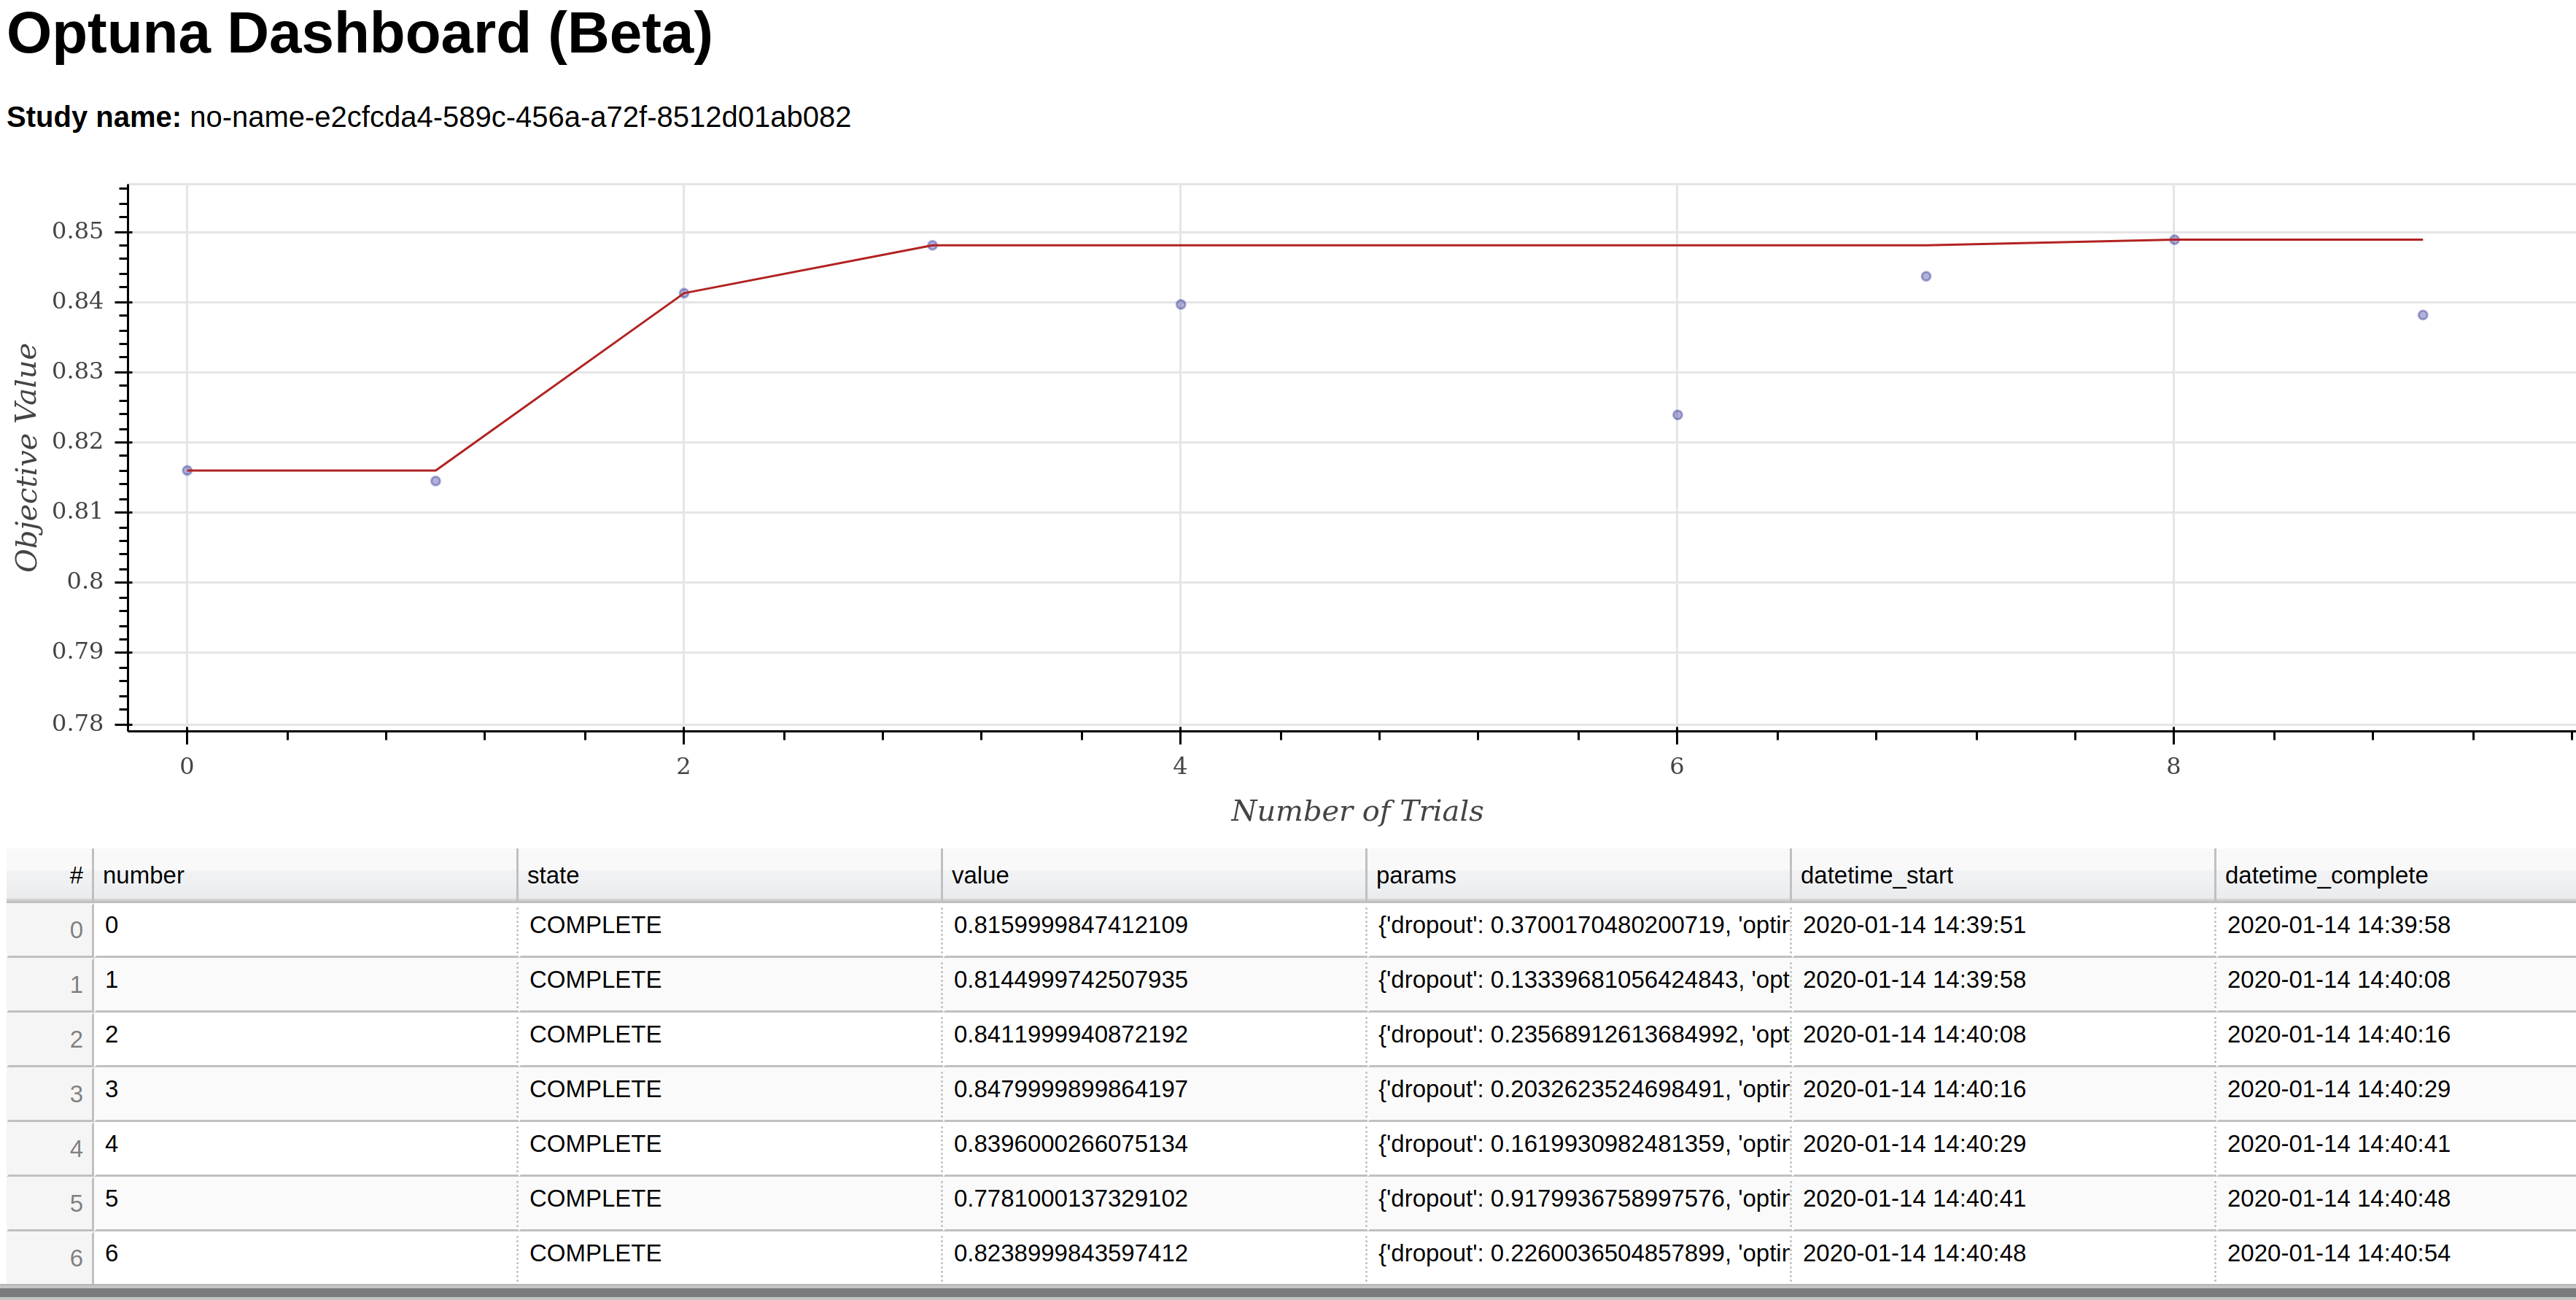 Optuna Dashboard (Beta)
Study name: no-name-e2cfcda4-589c-456a-a72f-8512d01ab082
Objective Value
0.85
0.84
0.83
0.82
0.81
0.8
0.79
0.78
0 2 4 6 8
Number of Trials
# number state value params datetime_start datetime_complete
0 0 COMPLETE 0.8159999847412109 {'dropout': 0.3700170480200719, 'optin 2020-01-14 14:39:51 2020-01-14 14:39:58
1 1 COMPLETE 0.8144999742507935 {'dropout': 0.13339681056424843, 'opt 2020-01-14 14:39:58 2020-01-14 14:40:08
2 2 COMPLETE 0.8411999940872192 {'dropout': 0.23568912613684992, 'opt 2020-01-14 14:40:08 2020-01-14 14:40:16
3 3 COMPLETE 0.8479999899864197 {'dropout': 0.2032623524698491, 'optin 2020-01-14 14:40:16 2020-01-14 14:40:29
4 4 COMPLETE 0.8396000266075134 {'dropout': 0.1619930982481359, 'optin 2020-01-14 14:40:29 2020-01-14 14:40:41
5 5 COMPLETE 0.7781000137329102 {'dropout': 0.9179936758997576, 'optin 2020-01-14 14:40:41 2020-01-14 14:40:48
6 6 COMPLETE 0.8238999843597412 {'dropout': 0.2260036504857899, 'optin 2020-01-14 14:40:48 2020-01-14 14:40:54